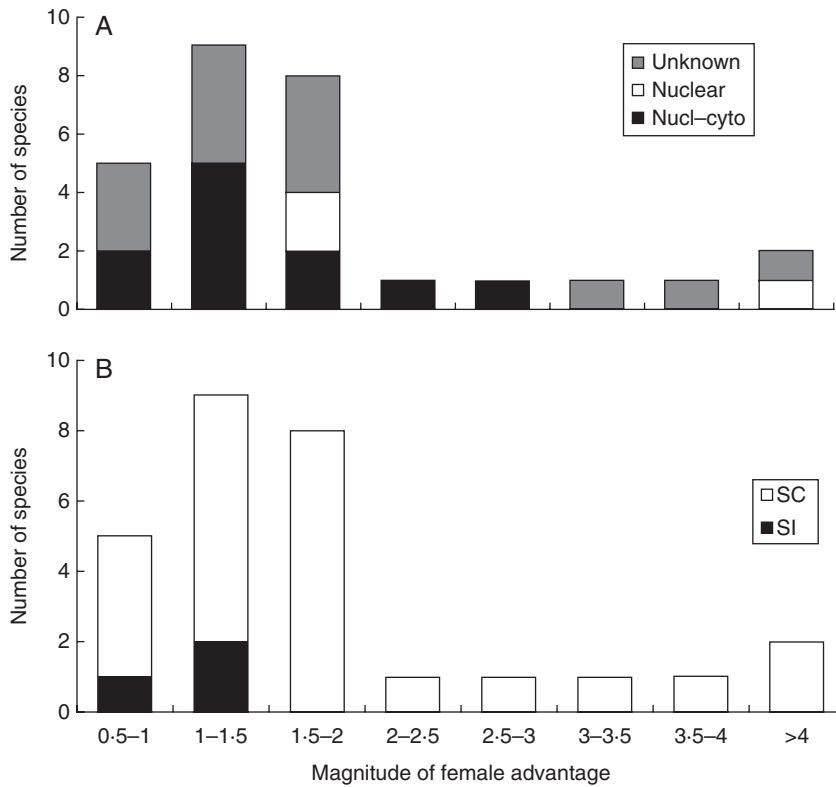 A
10
8
6
4
2
0
Number of species
Unknown
Nuclear
Nucl–cyto
B
10
8
6
4
2
0
Number of species
SC
SI
0·5–1 1–1·5 1·5–2 2–2·5 2·5–3 3–3·5 3·5–4 >4
Magnitude of female advantage